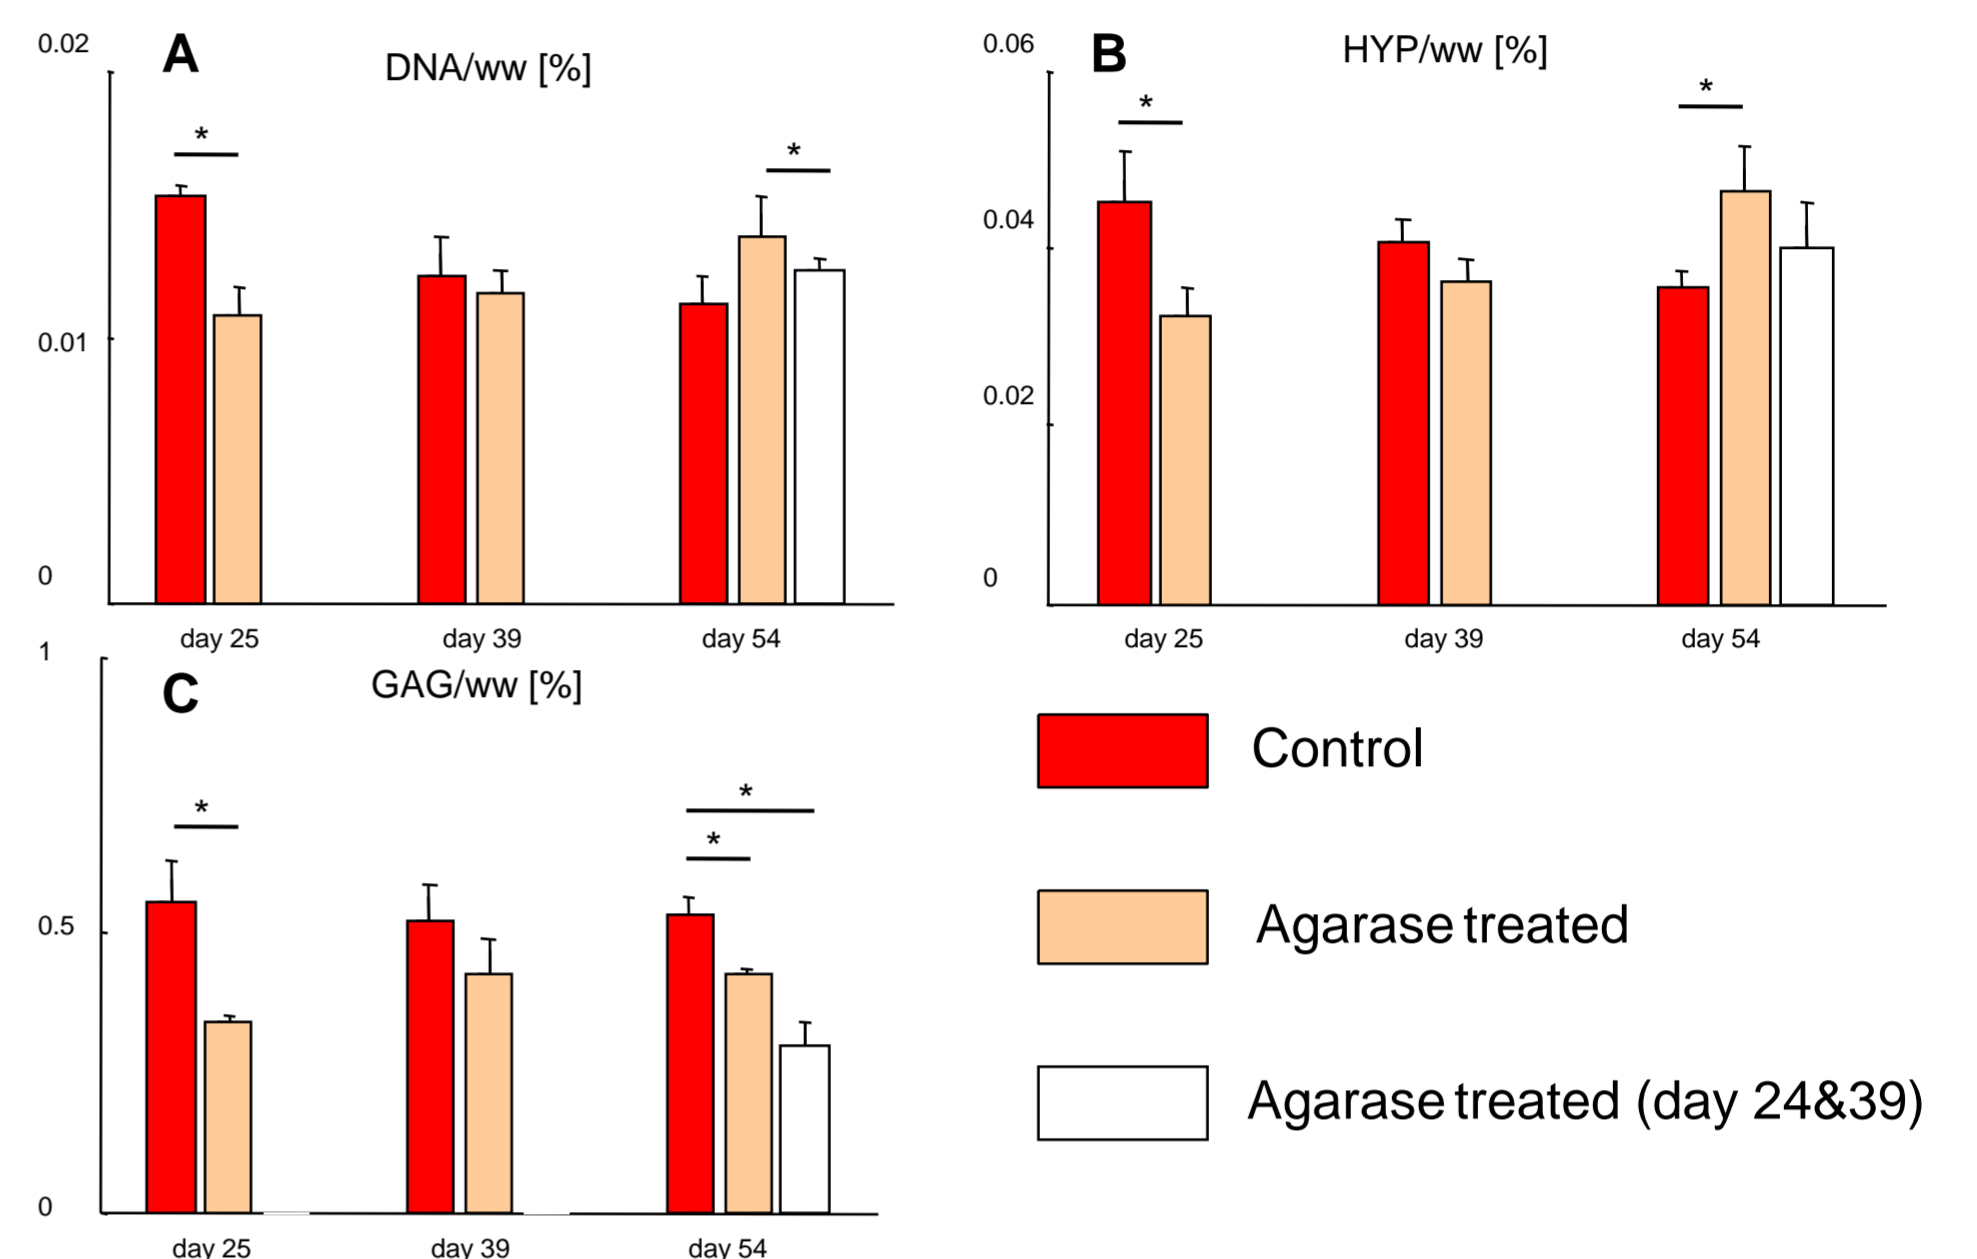 A
DNA/ww [%]
0.02
0.01
0
*
*
day 25
day 39
day 54
B
HYP/ww [%]
0.06
0.04
0.02
0
*
*
day 25
day 39
day 54
C
GAG/ww [%]
1
0.5
0
*
*
*
day 25
day 39
day 54
Control
Agarase treated
Agarase treated (day 24&39)